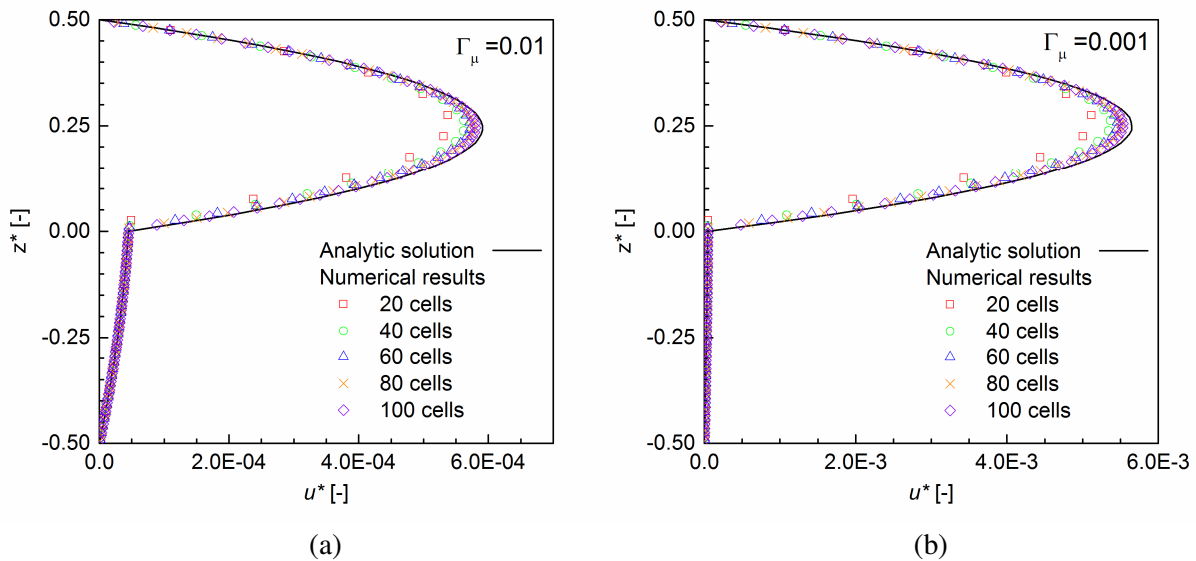 0.50
0.25
0.00
-0.25
-0.50
z* [-]
Γμ =0.01
Analytic solution
Numerical results
20 cells
40 cells
60 cells
80 cells
100 cells
0.0 2.0E-04 4.0E-04 6.0E-04
u* [-]
(a)
0.50
0.25
0.00
-0.25
-0.50
z* [-]
Γμ =0.001
Analytic solution
Numerical results
20 cells
40 cells
60 cells
80 cells
100 cells
0.0 2.0E-3 4.0E-3 6.0E-3
u* [-]
(b)